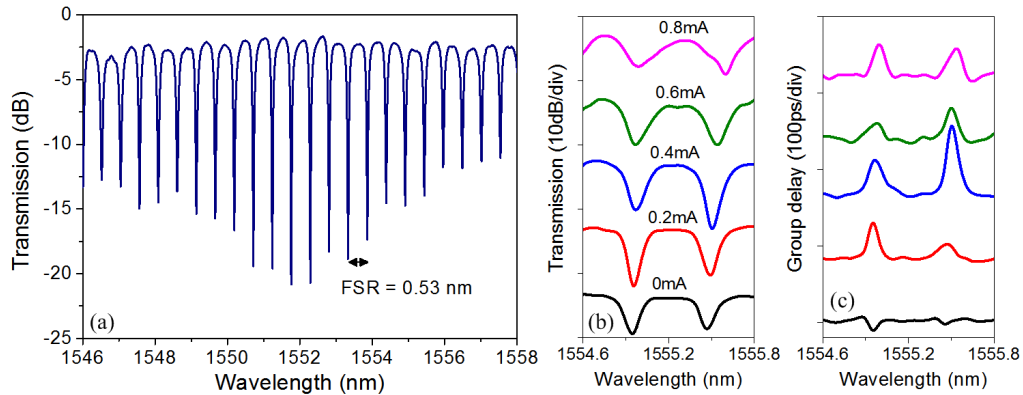 0
-5
-10
-15
-20
-25
Transmission (dB)
(a)
FSR = 0.53 nm
1546 1548 1550 1552 1554 1556 1558
Wavelength (nm)
Transmission (10dB/div)
0.8mA
0.6mA
0.4mA
0.2mA
0mA
(b)
1554.6 1555.2 1555.8
Wavelength (nm)
Group delay (100ps/div)
(c)
1554.6 1555.2 1555.8
Wavelength (nm)